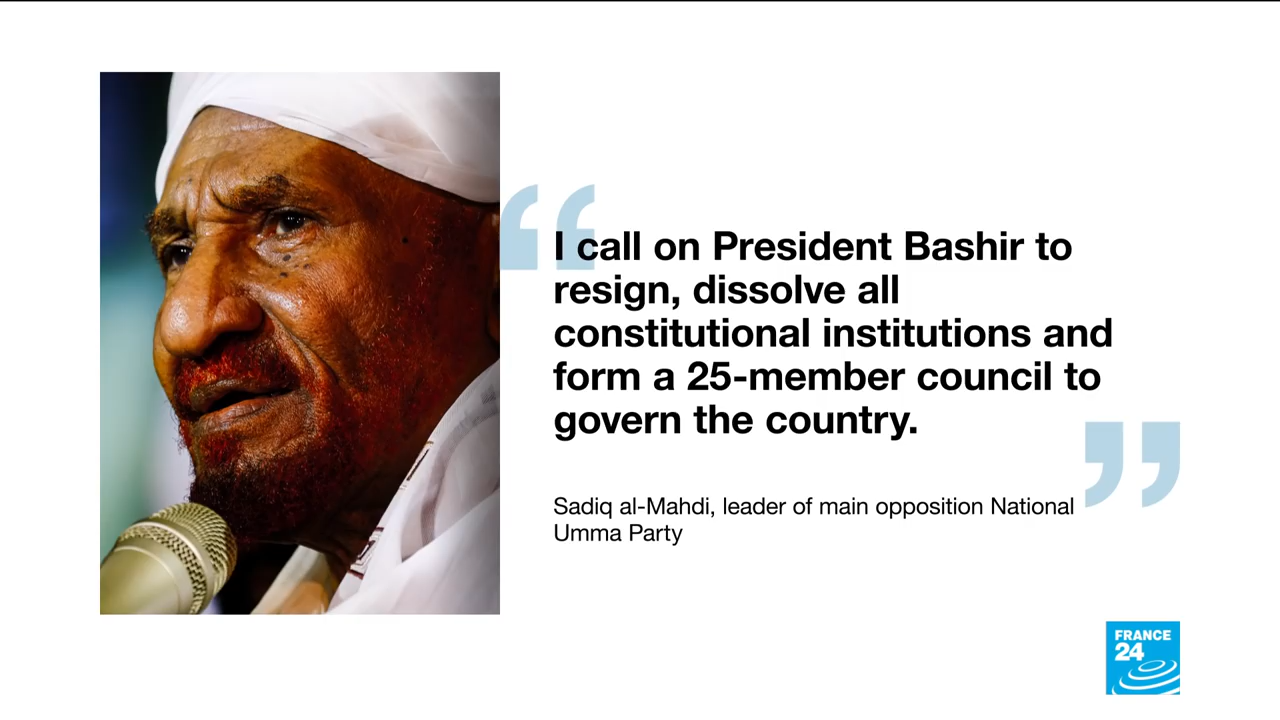 I call on President Bashir to
resign, dissolve all
constitutional institutions and
form a 25-member council to
govern the country.
Sadiq al-Mahdi, leader of main opposition National
Umma Party
FRANCE
24